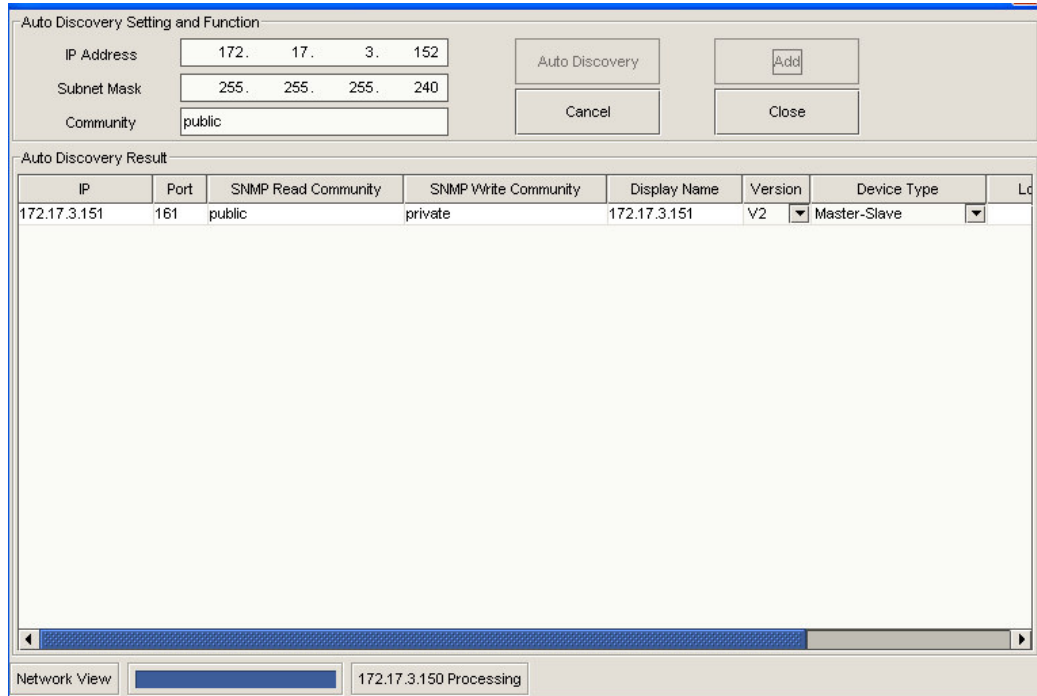 Auto Discovery Setting and Function
IP Address 172. 17. 3. 152 Auto Discovery Add
Subnet Mask 255. 255. 255. 240
Cancel Close
Community public
Auto Discovery Result
IP Port SNMP Read Community SNMP Write Community Display Name Version Device Type
172.17.3.151 161 public private 172.17.3.151 V2 Master-Slave
Network View 172.17.3.150 Processing